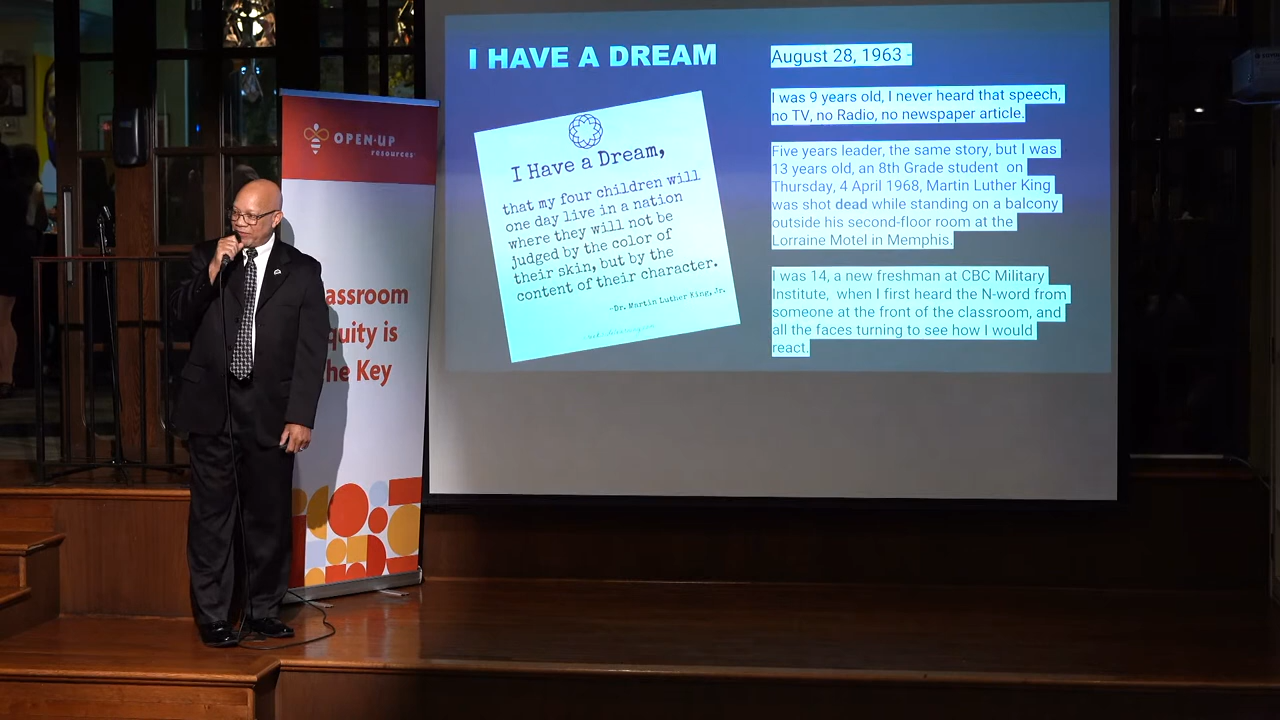 OPEN-UP
resources
assroom
quity is
he Key
I HAVE A DREAM
I Have a Dream,
that my four children will
one day live in a nation
where they will not be
judged by the color of
their skin, but by the
content of their character.
~Dr. Martin Luther King, Jr.
August 28, 1963 -
I was 9 years old, I never heard that speech,
no TV, no Radio, no newspaper article.
Five years leader, the same story, but I was
13 years old, an 8th Grade student on
Thursday, 4 April 1968, Martin Luther King
was shot dead while standing on a balcony
outside his second-floor room at the
Lorraine Motel in Memphis.
I was 14, a new freshman at CBC Military
Institute, when I first heard the N-word from
someone at the front of the classroom, and
all the faces turning to see how I would
react.